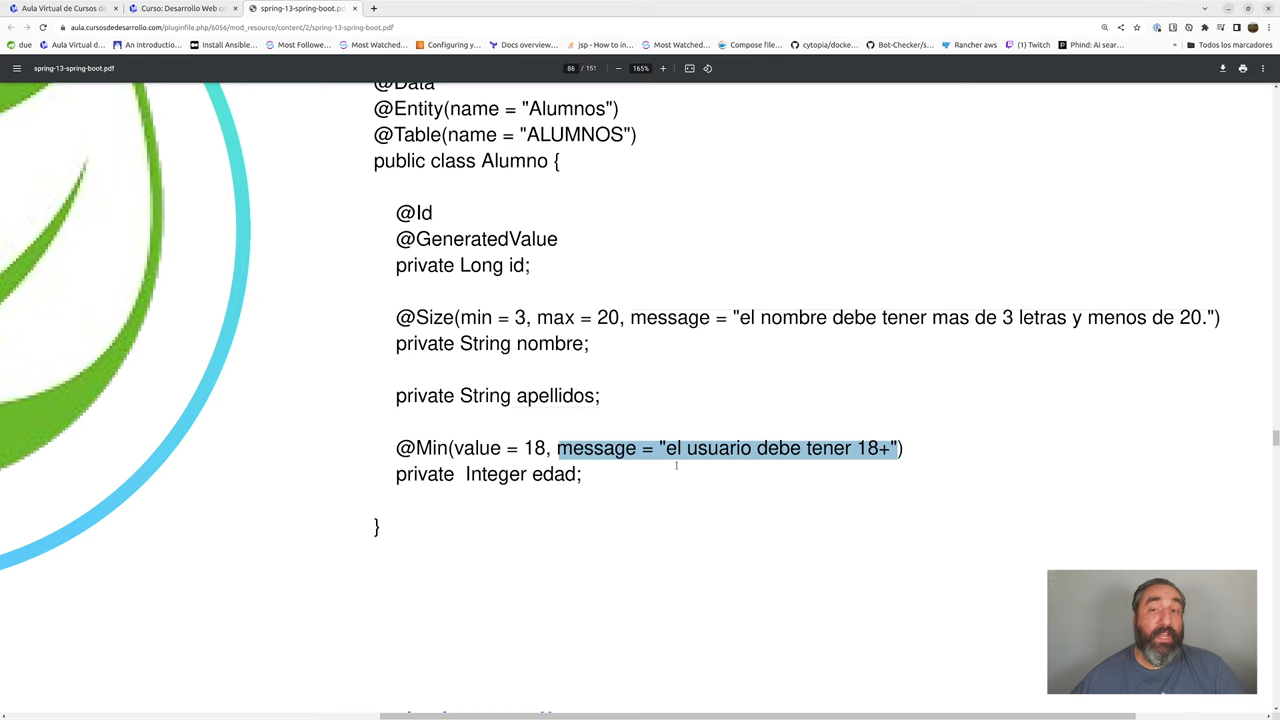 Aula Virtual de Cursos de
Curso: Desarrollo Web co
spring-13-spring-boot.pdf
aula.cursosdedesarrollo.com/pluginfile.php/6056/mod_resource/content/2/spring-13-spring-boot.pdf
due
Aula Virtual d...
An Introductio...
Install Ansible...
Most Followe...
Most Watched...
Configuring y...
Docs overview...
jsp - How to in...
Most Watched...
Compose file...
cytopia/docke...
Bot-Checker/s...
Rancher aws
(1) Twitch
Phind: AI sear...
»
Todos los marcadores
spring-13-spring-boot.pdf
86 / 151
165%
@Data
@Entity(name = "Alumnos")
@Table(name = "ALUMNOS")
public class Alumno {
@Id
@GeneratedValue
private Long id;
@Size(min = 3, max = 20, message = "el nombre debe tener mas de 3 letras y menos de 20.")
private String nombre;
private String apellidos;
@Min(value = 18, message = "el usuario debe tener 18+")
private  Integer edad;
}